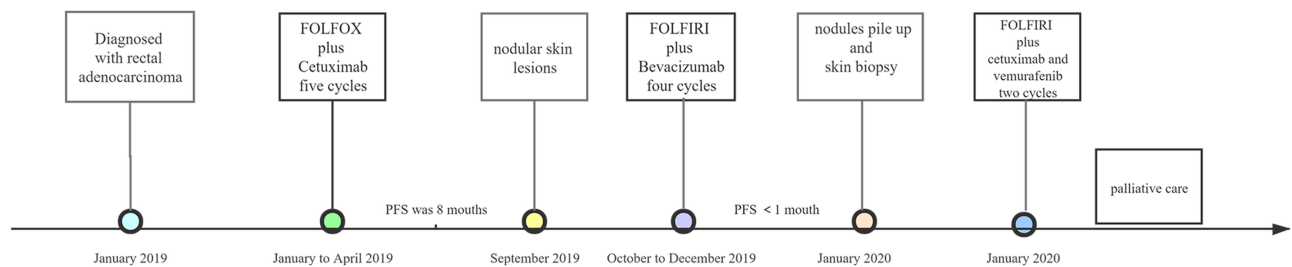 Diagnosed
with rectal
adenocarcinoma
FOLFOX
plus
Cetuximab
five cycles
nodular skin
lesions
FOLFIRI
plus
Bevacizumab
four cycles
nodules pile up
and
skin biopsy
FOLFIRI
plus
cetuximab and
vemurafenib
two cycles
palliative care
PFS was 8 mouths
PFS < 1 mouth
January 2019
January to April 2019
September 2019
October to December 2019
January 2020
January 2020